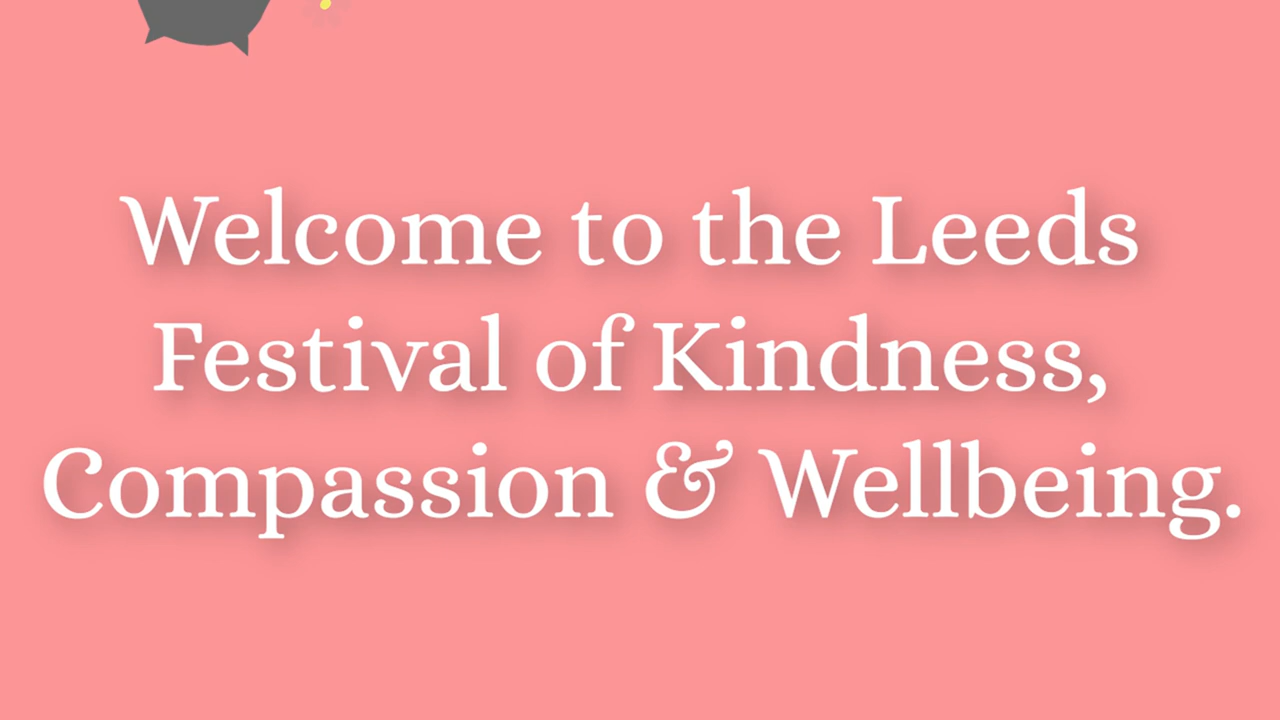 Welcome to the Leeds
Festival of Kindness,
Compassion & Wellbeing.